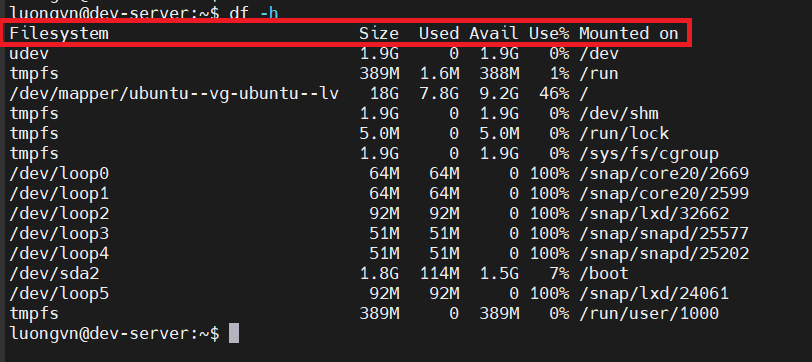 luongvn@dev-server:~$ df -h
Filesystem                         Size  Used Avail Use% Mounted on
udev                               1.9G     0  1.9G   0% /dev
tmpfs                              389M  1.6M  388M   1% /run
/dev/mapper/ubuntu--vg-ubuntu--lv   18G  7.8G  9.2G  46% /
tmpfs                              1.9G     0  1.9G   0% /dev/shm
tmpfs                              5.0M     0  5.0M   0% /run/lock
tmpfs                              1.9G     0  1.9G   0% /sys/fs/cgroup
/dev/loop0                          64M   64M     0 100% /snap/core20/2669
/dev/loop1                          64M   64M     0 100% /snap/core20/2599
/dev/loop2                          92M   92M     0 100% /snap/lxd/32662
/dev/loop3                          51M   51M     0 100% /snap/snapd/25577
/dev/loop4                          51M   51M     0 100% /snap/snapd/25202
/dev/sda2                          1.8G  114M  1.5G   7% /boot
/dev/loop5                          92M   92M     0 100% /snap/lxd/24061
tmpfs                              389M     0  389M   0% /run/user/1000
luongvn@dev-server:~$